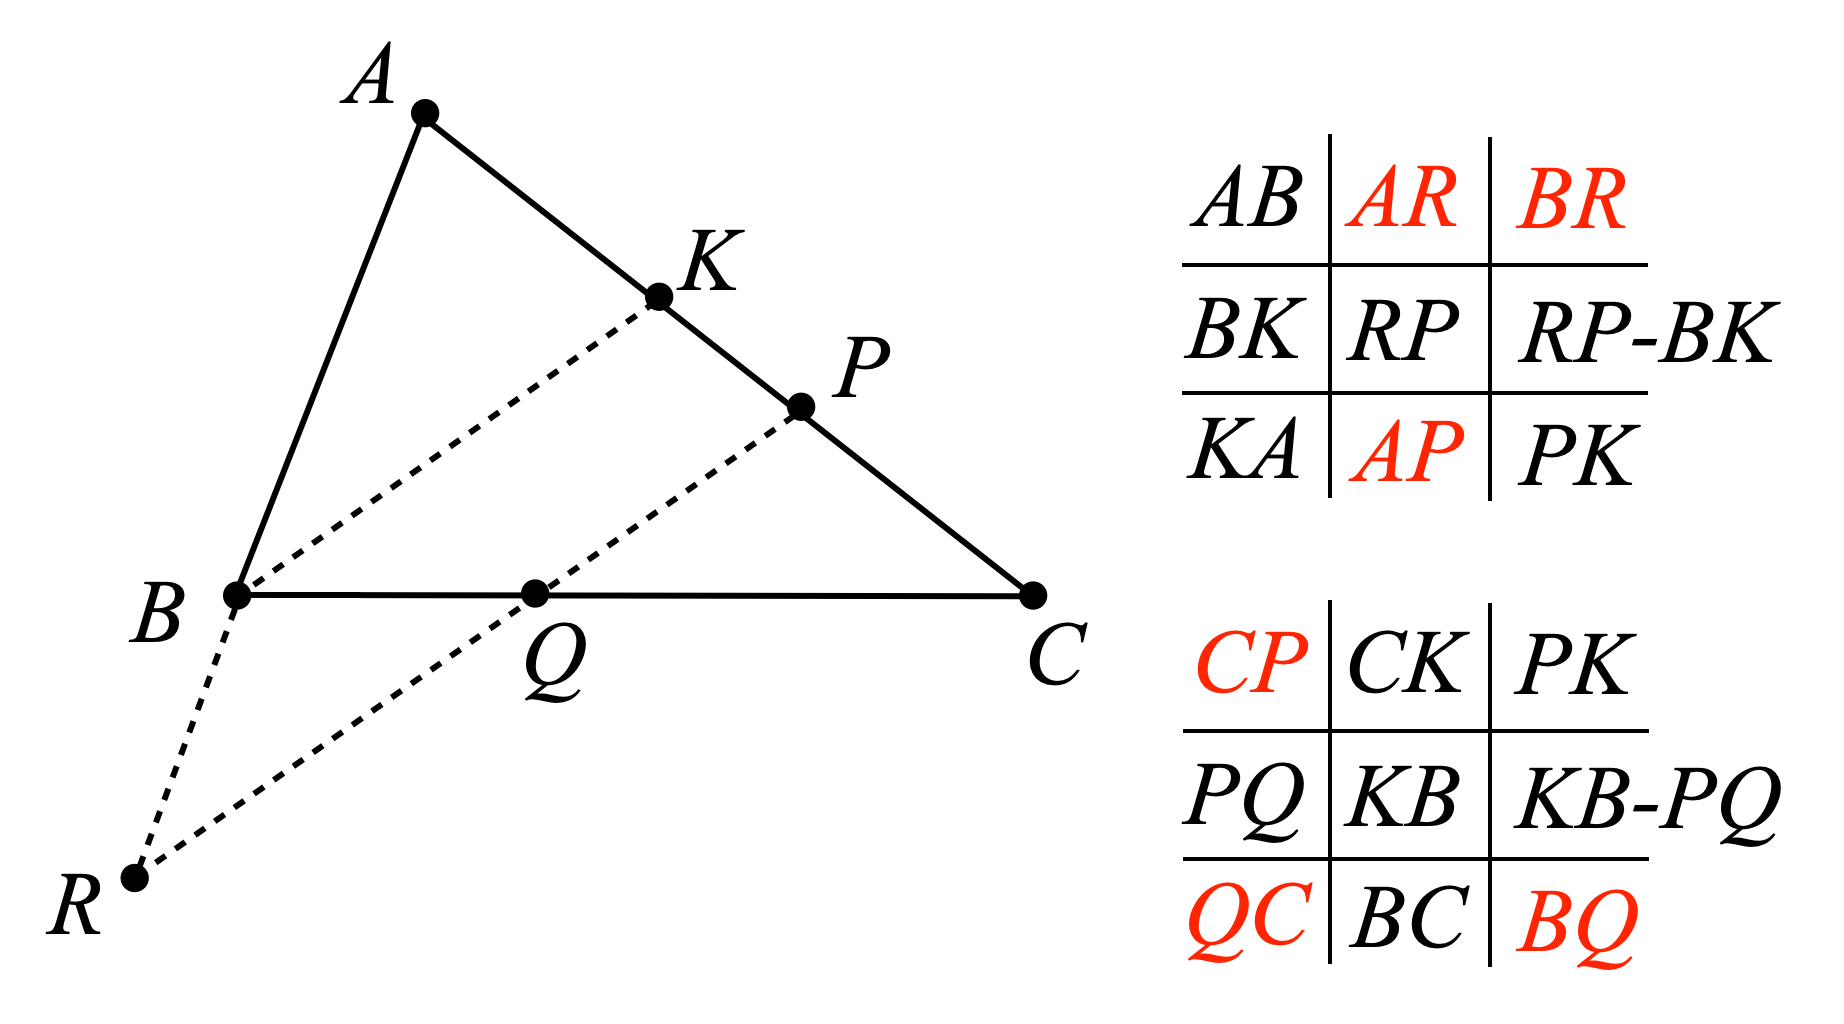 A
K
P
B
Q
C
R
AB AR BR
BK RP RP-BK
KA AP PK
CP CK PK
PQ KB KB-PQ
QC BC BQ